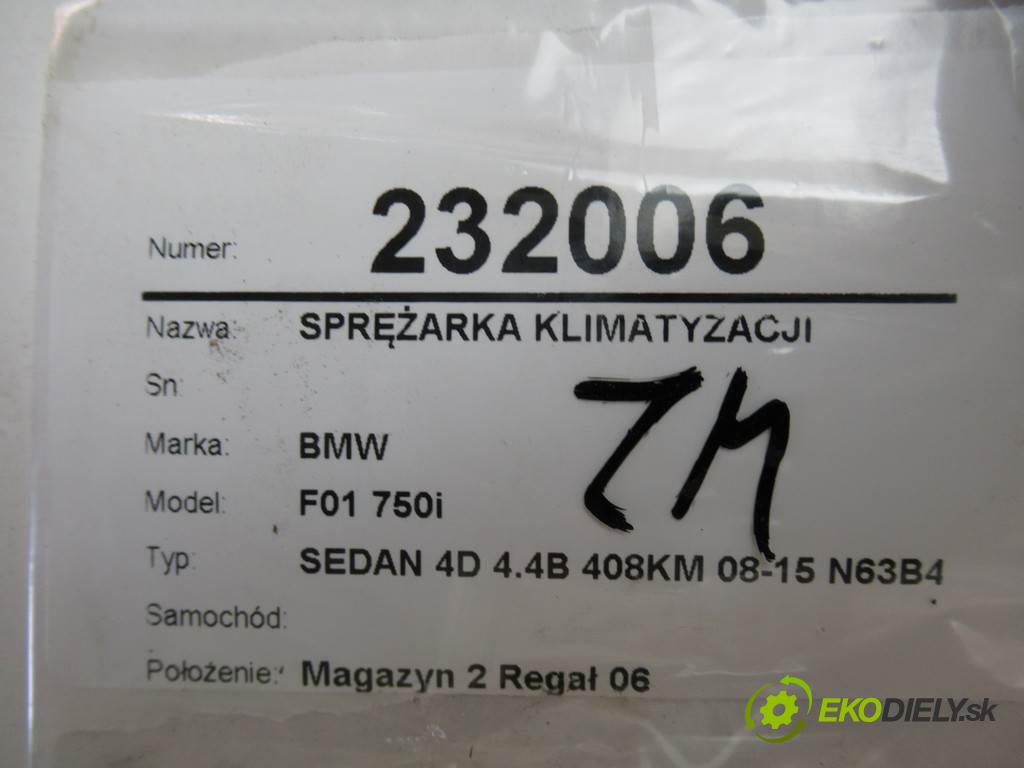 Numer: 232006
Nazwa: SPRĘŻARKA KLIMATYZACJI
Sn:
Marka: BMW
Model: F01 750i
Typ: SEDAN 4D 4.4B 408KM 08-15 N63B4
Samochód:
Położenie: Magazyn 2 Regał 06
EKODIELY.sk